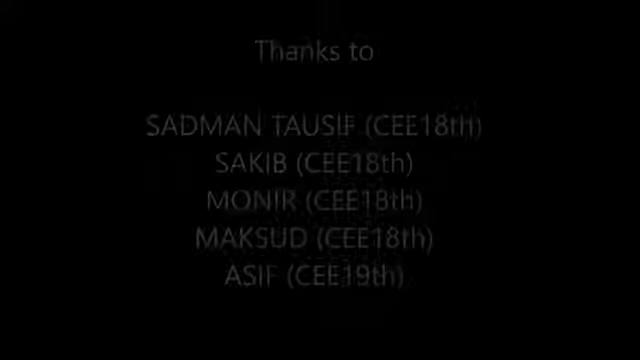 Thanks to
SADMAN TAUSIF (CEE18th)
SAKIB (CEE18th)
MONIR (CEE18th)
MAKSUD (CEE18th)
ASIF (CEE19th)